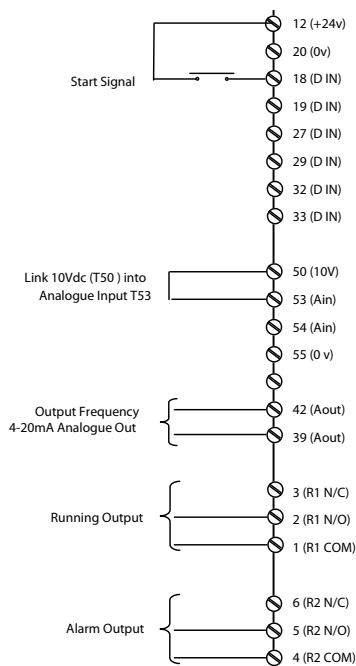 12 (+24v)
20 (0v)
Start Signal
18 (D IN)
19 (D IN)
27 (D IN)
29 (D IN)
32 (D IN)
33 (D IN)
Link 10Vdc (T50 ) into
Analogue Input T53
50 (10V)
53 (Ain)
54 (Ain)
55 (0 v)
Output Frequency
4-20mA Analogue Out
42 (Aout)
39 (Aout)
Running Output
3 (R1 N/C)
2 (R1 N/O)
1 (R1 COM)
Alarm Output
6 (R2 N/C)
5 (R2 N/O)
4 (R2 COM)